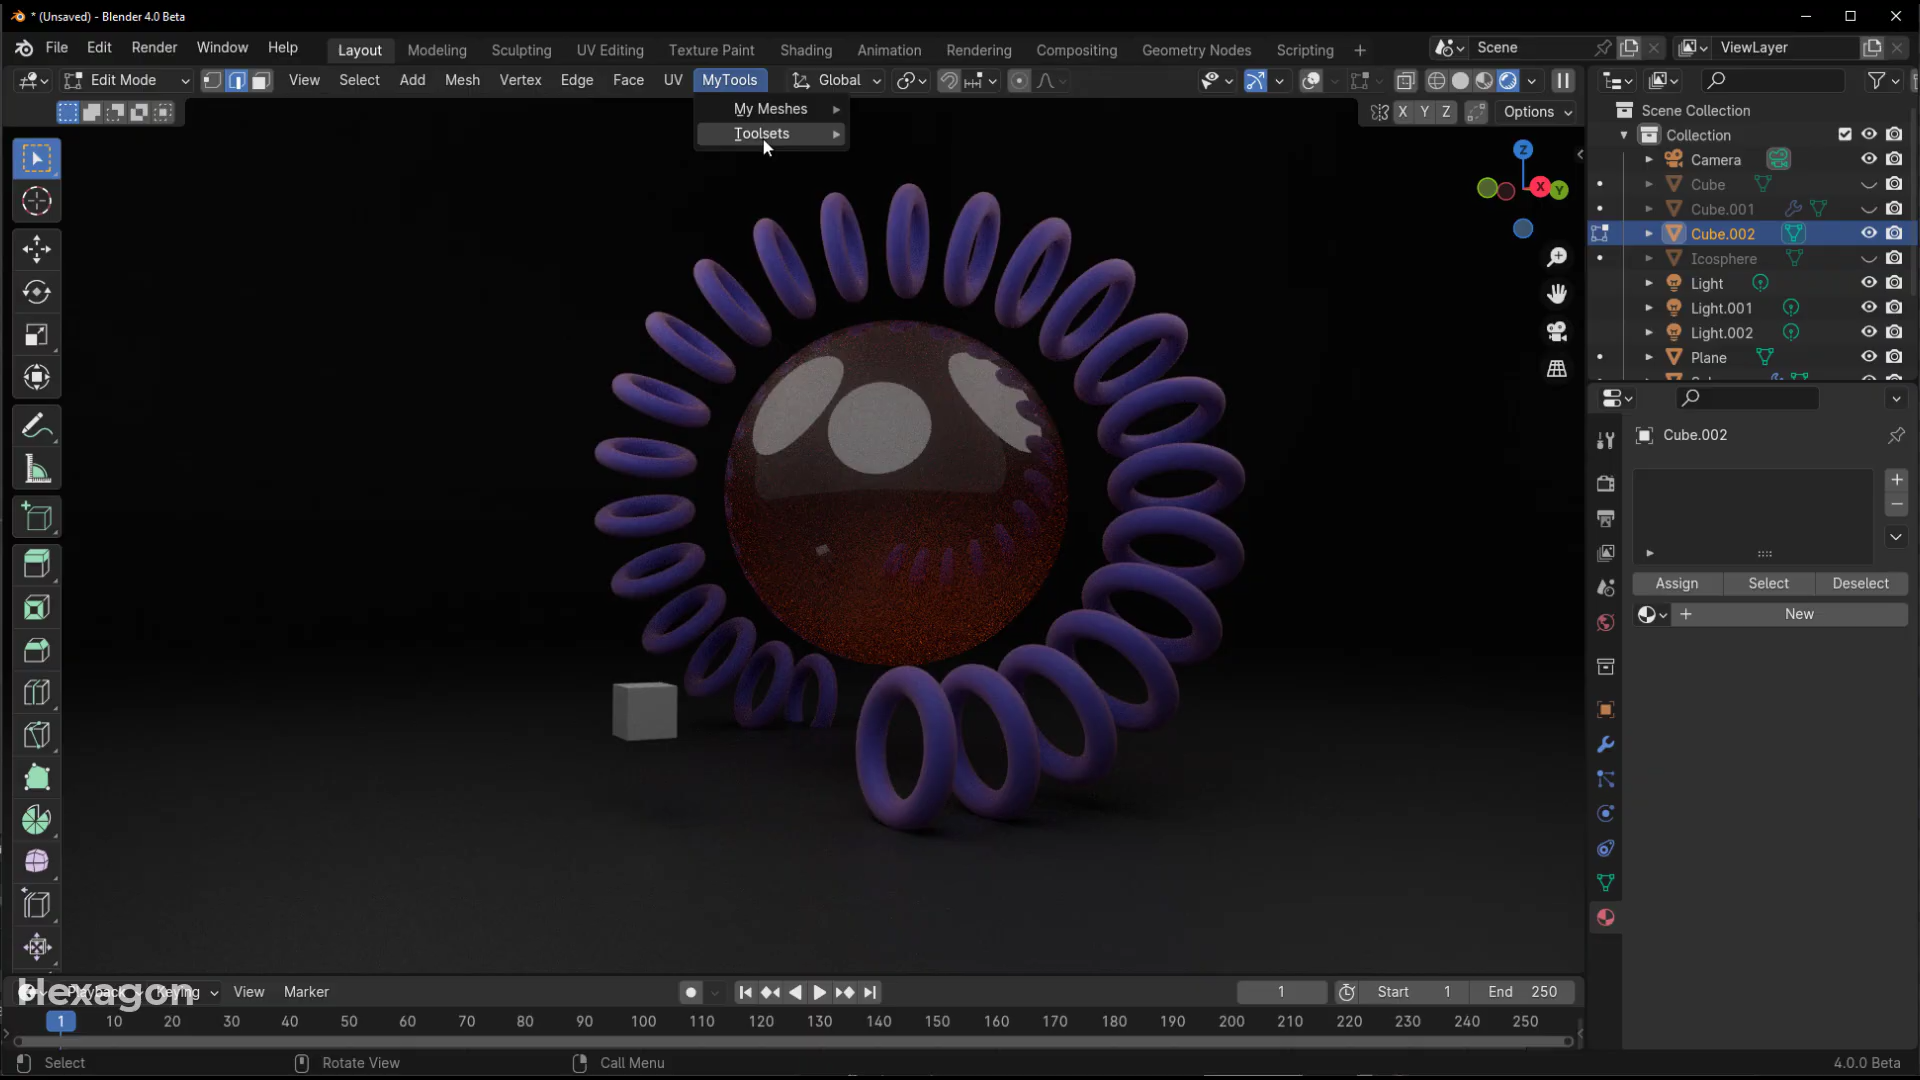 * (Unsaved) - Blender 4.0 Beta
File Edit Render Window Help Layout Modeling Sculpting UV Editing Texture Paint Shading Animation Rendering Compositing Geometry Nodes Scripting + Scene ViewLayer
Edit Mode View Select Add Mesh Vertex Edge Face UV MyTools Global
My Meshes
Toolsets
X Y Z Options
Z
X
Y
Scene Collection
Collection
Camera
Cube
Cube.001
Cube.002
Icosphere
Light
Light.001
Light.002
Plane
Cube.002
Assign Select Deselect
New
Hexagon
Playback Keying View Marker
1 Start 1 End 250
1 10 20 30 40 50 60 70 80 90 100 110 120 130 140 150 160 170 180 190 200 210 220 230 240 250
Select Rotate View Call Menu 4.0.0 Beta